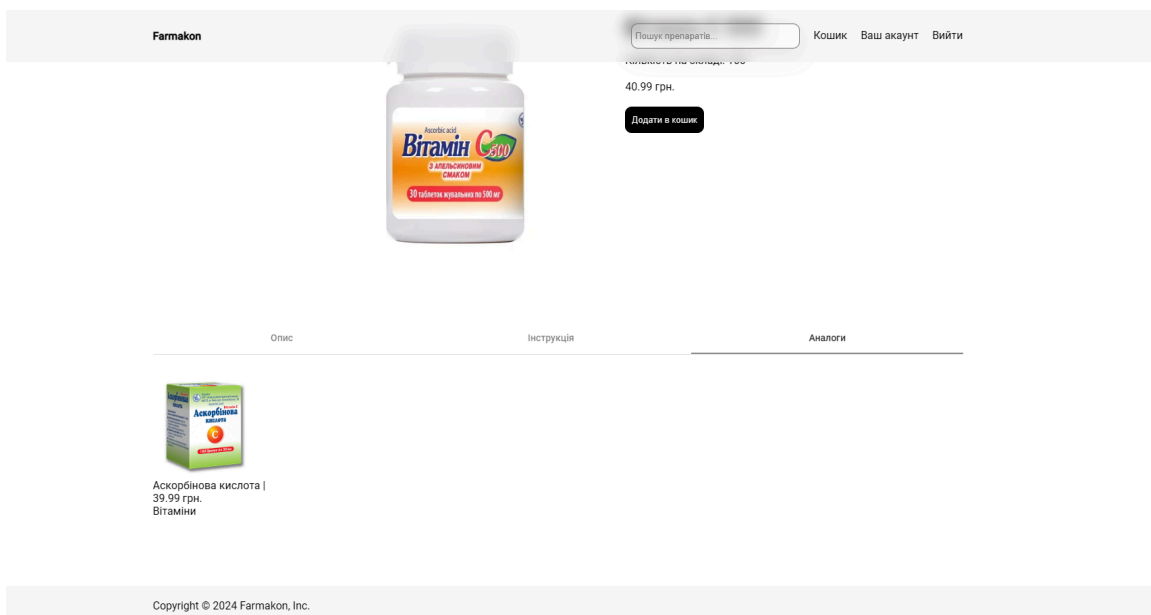 Farmakon
Пошук препаратів...
Кошик
Ваш акаунт
Вийти
40.99 грн.
Додати в кошик
Ascorbic acid
Вітамін С500
З АПЕЛЬСИНОВИМ
СМАКОМ
30 таблеток жувальних по 500 мг
Опис
Інструкція
Аналоги
Аскорбінова
кислота
С
Аскорбінова кислота |
39.99 грн.
Вітаміни
Copyright © 2024 Farmakon, Inc.